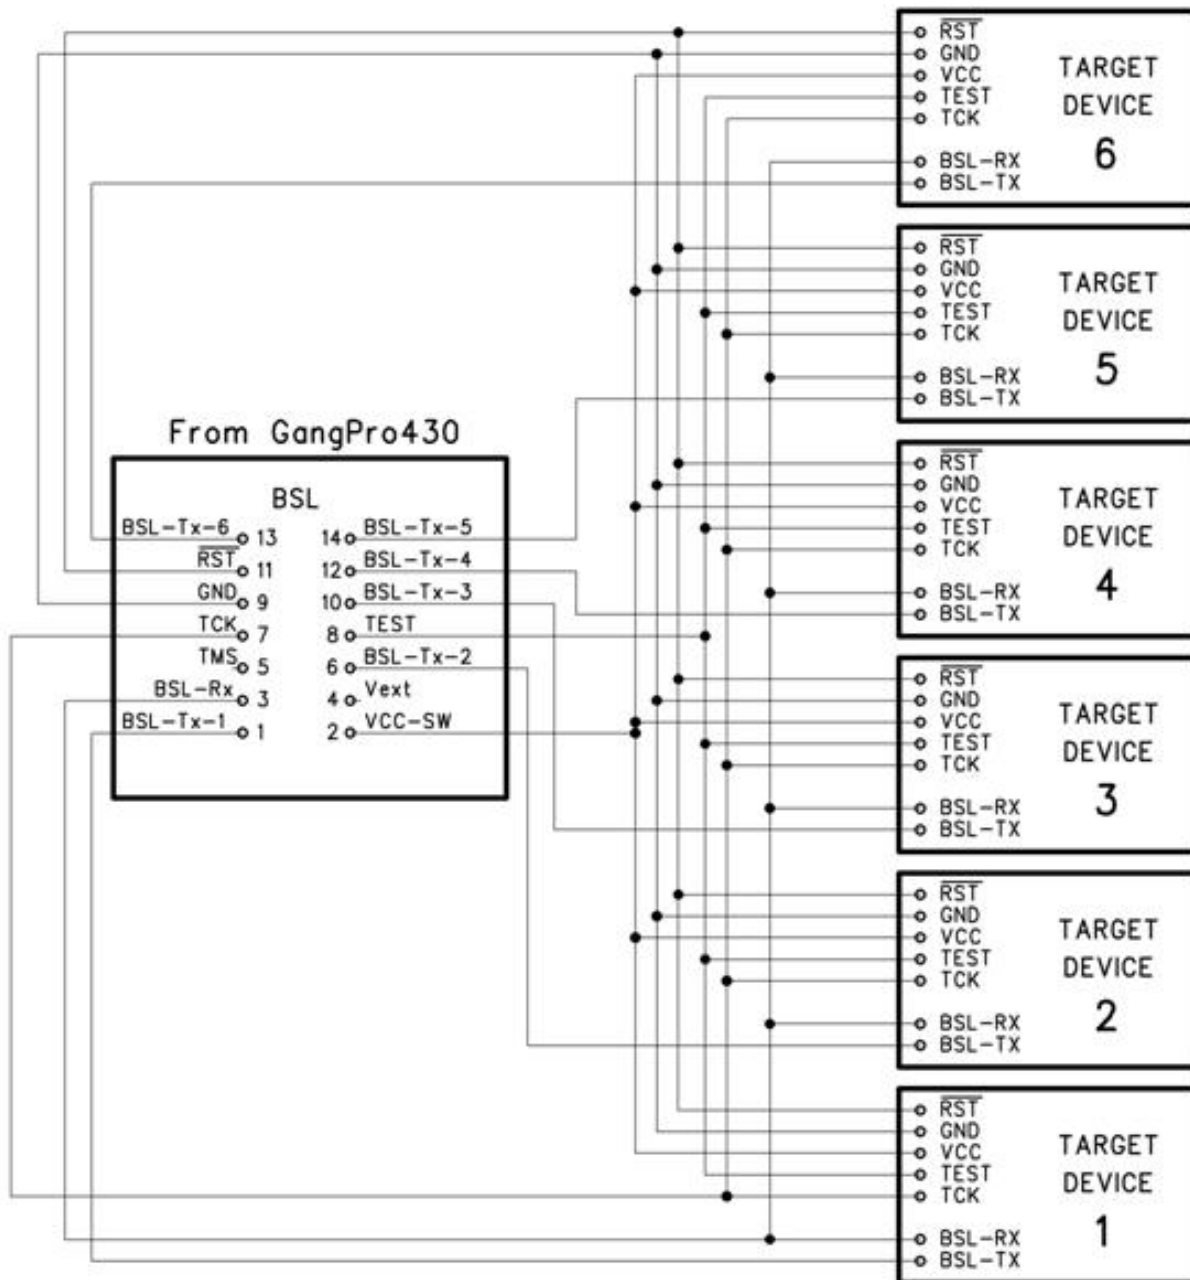 RST
GND
VCC
TEST
TCK
BSL-RX
BSL-TX
TARGET
DEVICE
6
RST
GND
VCC
TEST
TCK
BSL-RX
BSL-TX
TARGET
DEVICE
5
RST
GND
VCC
TEST
TCK
BSL-RX
BSL-TX
TARGET
DEVICE
4
From GangPro430
BSL
BSL-Tx-6 13 14 BSL-Tx-5
RST 11 12 BSL-Tx-4
GND 9 10 BSL-Tx-3
TCK 7 8 TEST
TMS 5 6 BSL-Tx-2
BSL-Rx 3 4 Vext
BSL-Tx-1 1 2 VCC-SW
RST
GND
VCC
TEST
TCK
BSL-RX
BSL-TX
TARGET
DEVICE
3
RST
GND
VCC
TEST
TCK
BSL-RX
BSL-TX
TARGET
DEVICE
2
RST
GND
VCC
TEST
TCK
BSL-RX
BSL-TX
TARGET
DEVICE
1